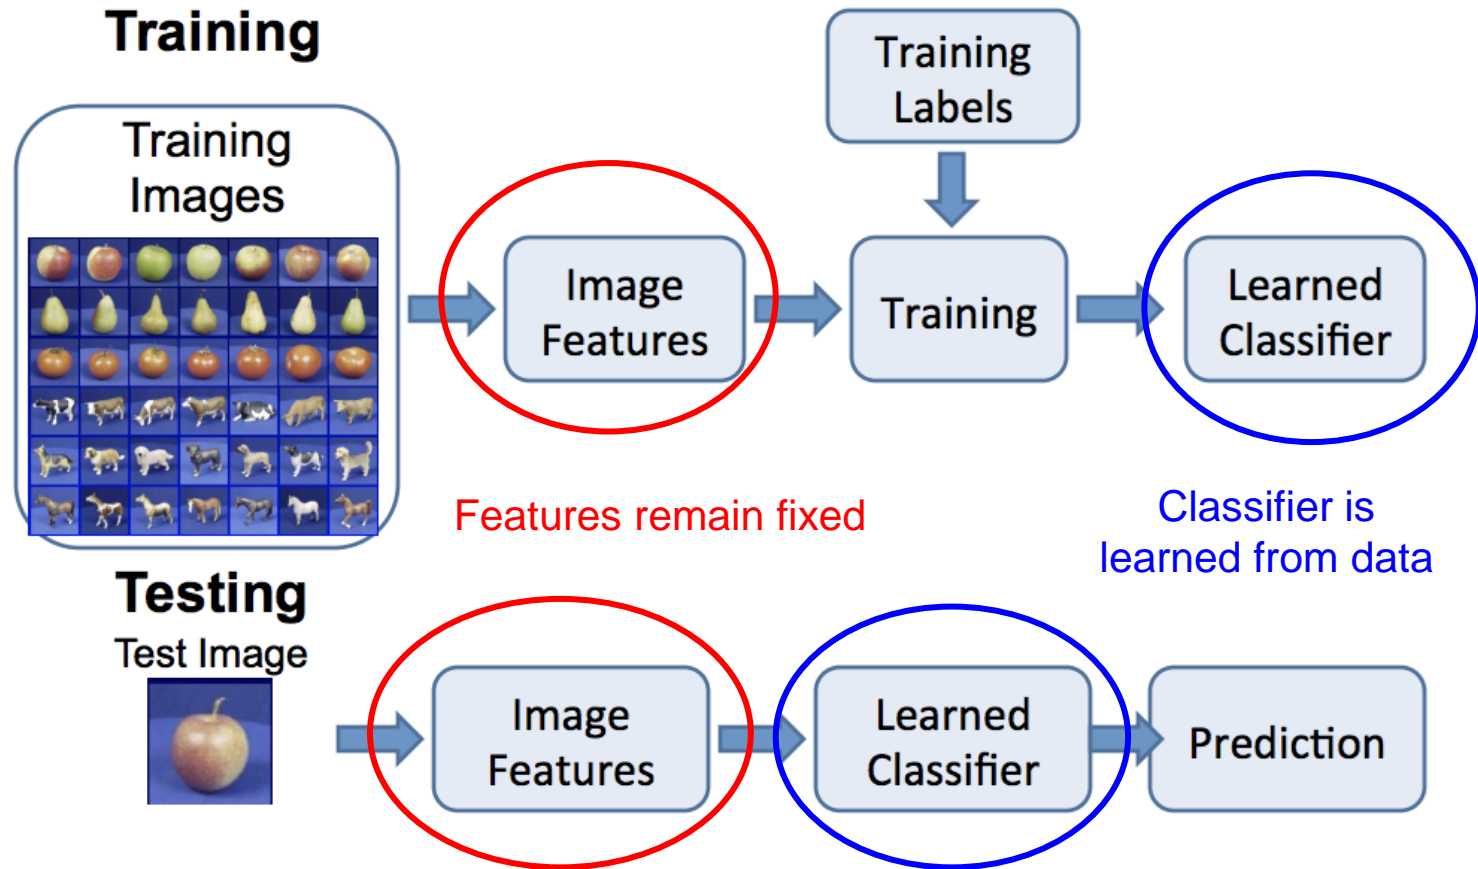 Training
Training
Images
Training
Labels
Image
Features
Training
Learned
Classifier
Features remain fixed
Classifier is
learned from data
Testing
Test Image
Image
Features
Learned
Classifier
Prediction